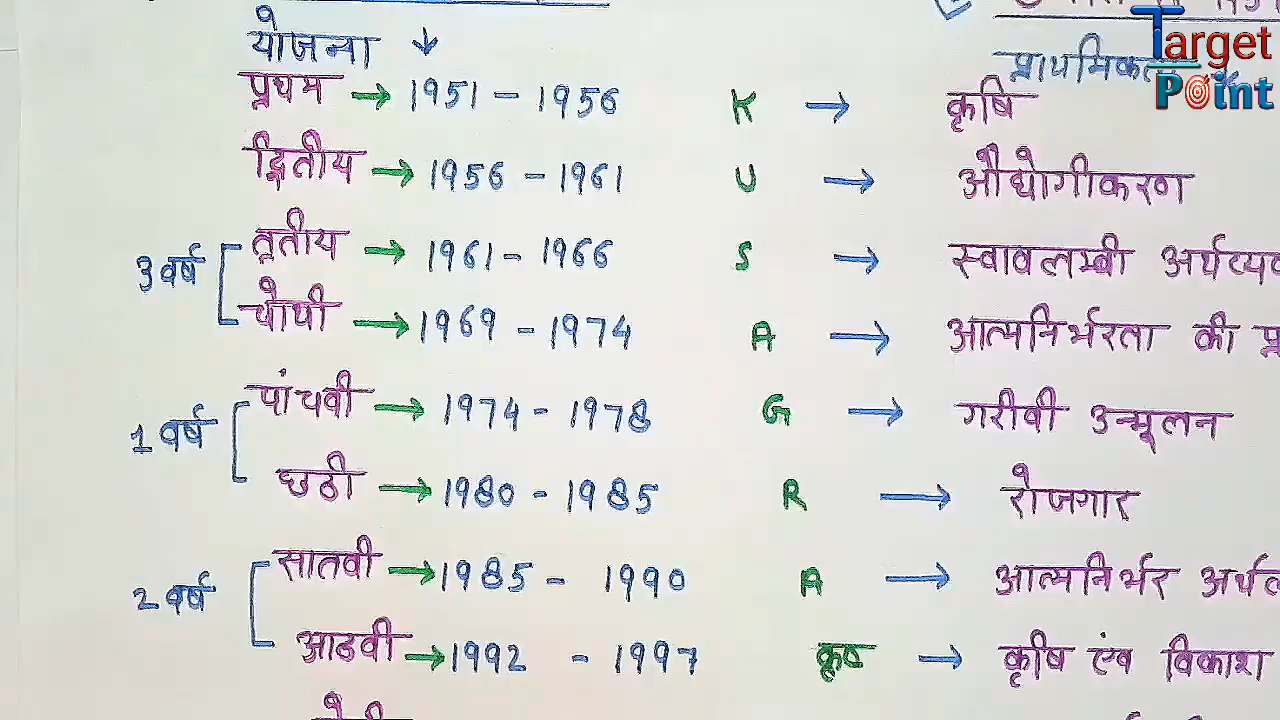 योजना ↓ प्राथमिकता
Target Point
प्रथम → 1951 - 1956 K → कृषि
द्वितीय → 1956 - 1961 U → औद्योगीकरण
तृतीय → 1961 - 1966 S → स्वावलम्वी
3 वर्ष
चौथी → 1969 - 1974 A → आत्मनिर्भरता की
पांचवी → 1974 - 1978 G → गरीवी उन्मूलन
1 वर्ष
छठी → 1980 - 1985 R → रोजगार
सातवी → 1985 - 1990 A → आत्मनिर्भर
2 वर्ष
आठवी → 1992 - 1997 कृष → कृषि एंव विकाश